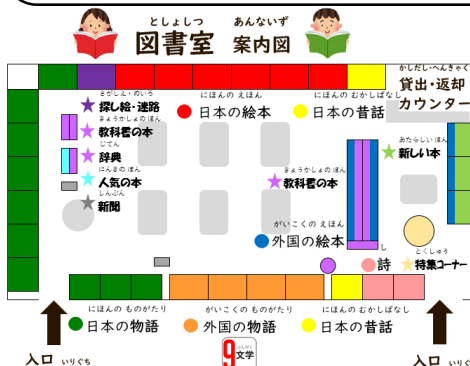 としょしつ あんないず
図書室 案内図
かしだし・へんきゃく
貸出・返却
カウンター
さがしえ・めいろ
★探し絵・迷路
にほんの えほん
●日本の絵本
にほんの むかしばなし
●日本の昔話
きょうかしょの ほん
★教科書の本
じてん
★辞典
にんきの ほん
★人気の本
しんぶん
★新聞
きょうかしょの ほん
★教科書の本
あたらしい ほん
★新しい本
がいこくの えほん
●外国の絵本
し
●詩
とくしゅう
★特集コーナー
にほんの ものがたり
●日本の物語
がいこくの ものがたり
●外国の物語
にほんの むかしばなし
●日本の昔話
入口 いりぐち
9 ぶんがく
文学
入口 いりぐち